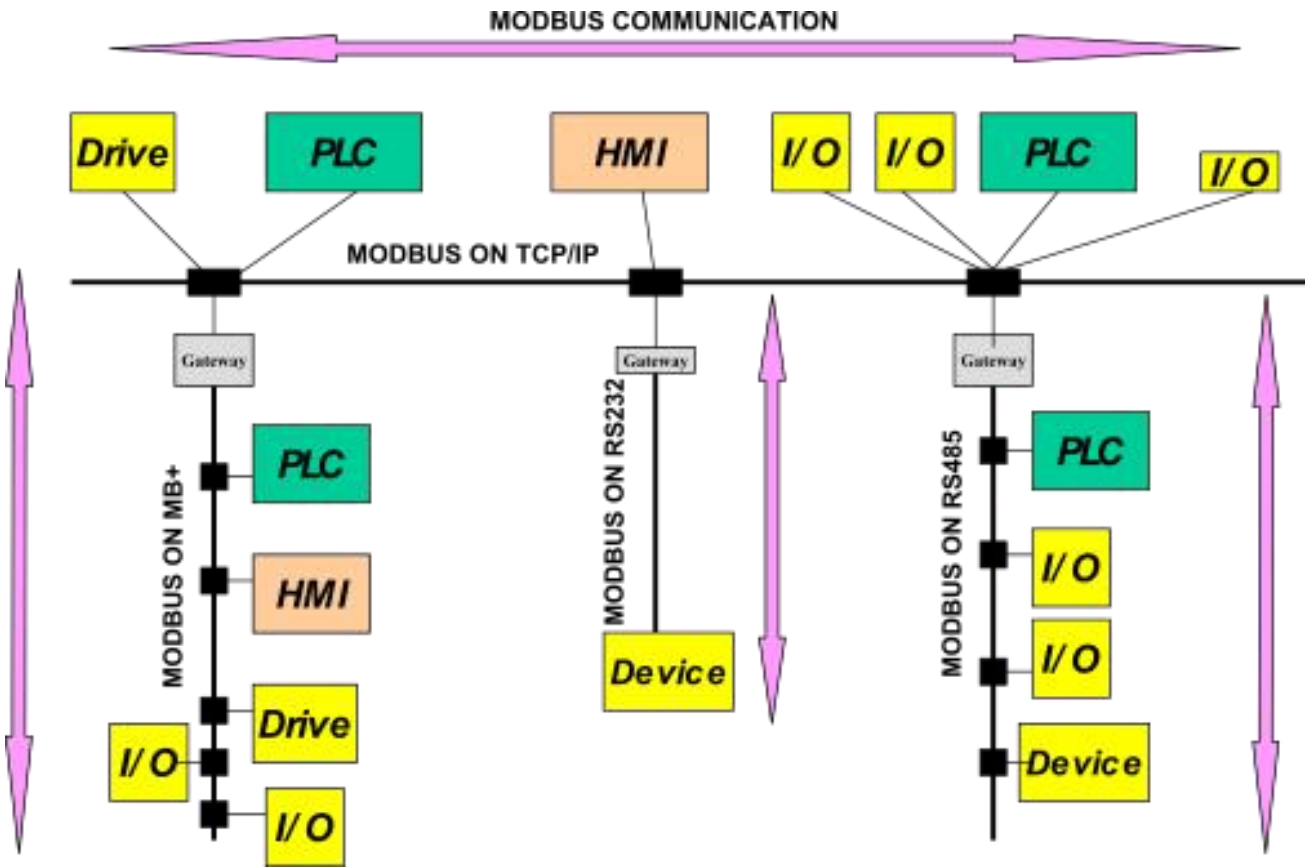 MODBUS COMMUNICATION
Drive
PLC
HMI
I/O
I/O
PLC
I/O
MODBUS ON TCP/IP
Gateway
Gateway
Gateway
MODBUS ON MB+
PLC
HMI
Drive
I/O
I/O
MODBUS ON RS232
Device
MODBUS ON RS485
PLC
I/O
I/O
Device